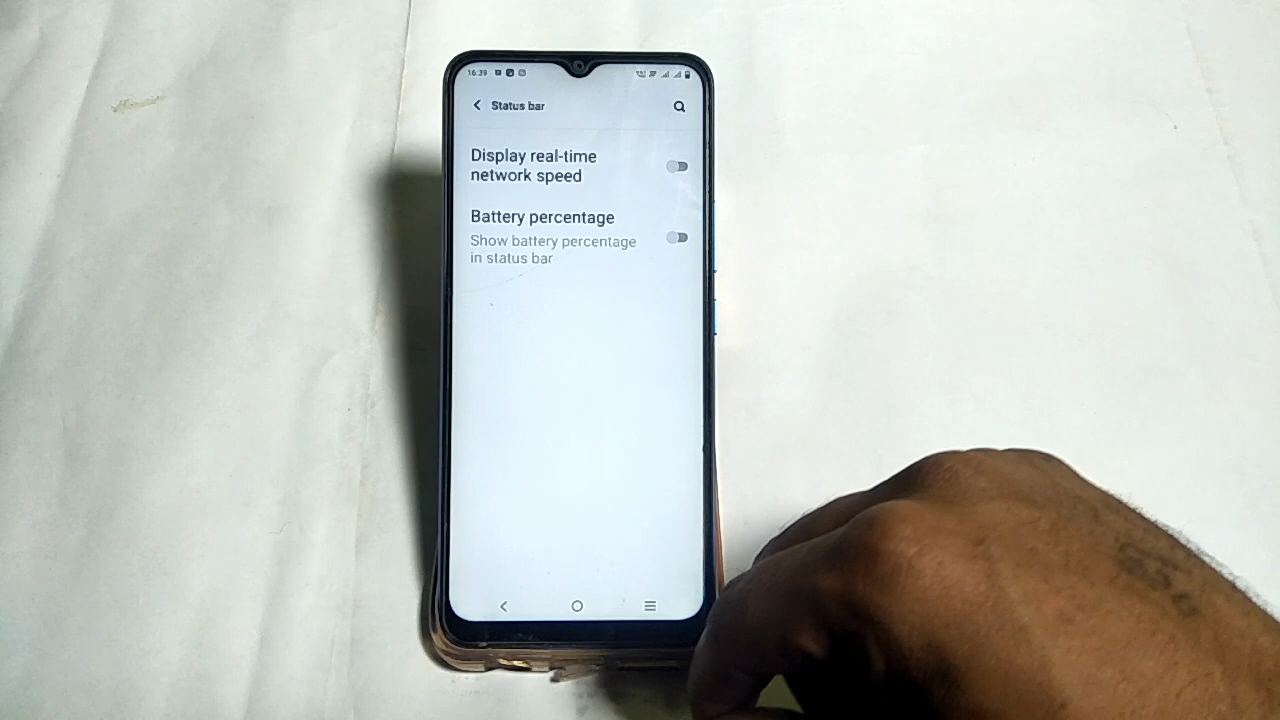 16:39
Status bar
Display real-time
network speed
Battery percentage
Show battery percentage
in status bar